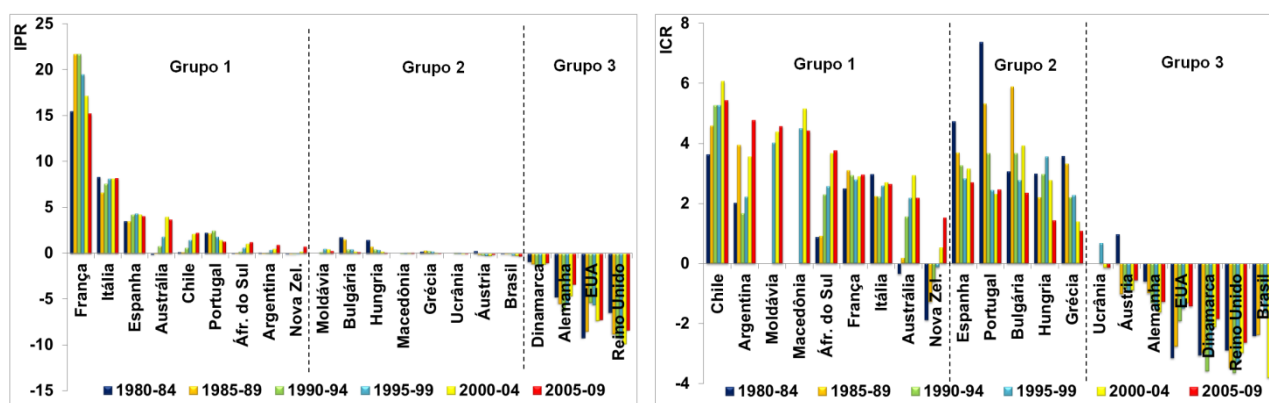 IPR
25
20
15
10
5
0
-5
-10
-15
Grupo 1
Grupo 2
Grupo 3
França
Itália
Espanha
Austrália
Chile
Portugal
Áfr. do Sul
Argentina
Nova Zel.
Moldávia
Bulgária
Hungria
Macedônia
Grécia
Ucrânia
Áustria
Brasil
Dinamarca
Alemanha
EUA
Reino Unido
1980-84 1985-89 1990-94 1995-99 2000-04 2005-09
ICR
8
6
4
2
0
-2
-4
Grupo 1
Grupo 2
Grupo 3
Chile
Argentina
Moldávia
Macedônia
Áfr. do Sul
França
Itália
Austrália
Nova Zel
Espanha
Portugal
Bulgária
Hungria
Grécia
Ucrânia
Áustria
Alemanha
EUA
Dinamarca
Reino Unido
Brasil
1980-84 1985-89 1990-94 1995-99 2000-04 2005-09